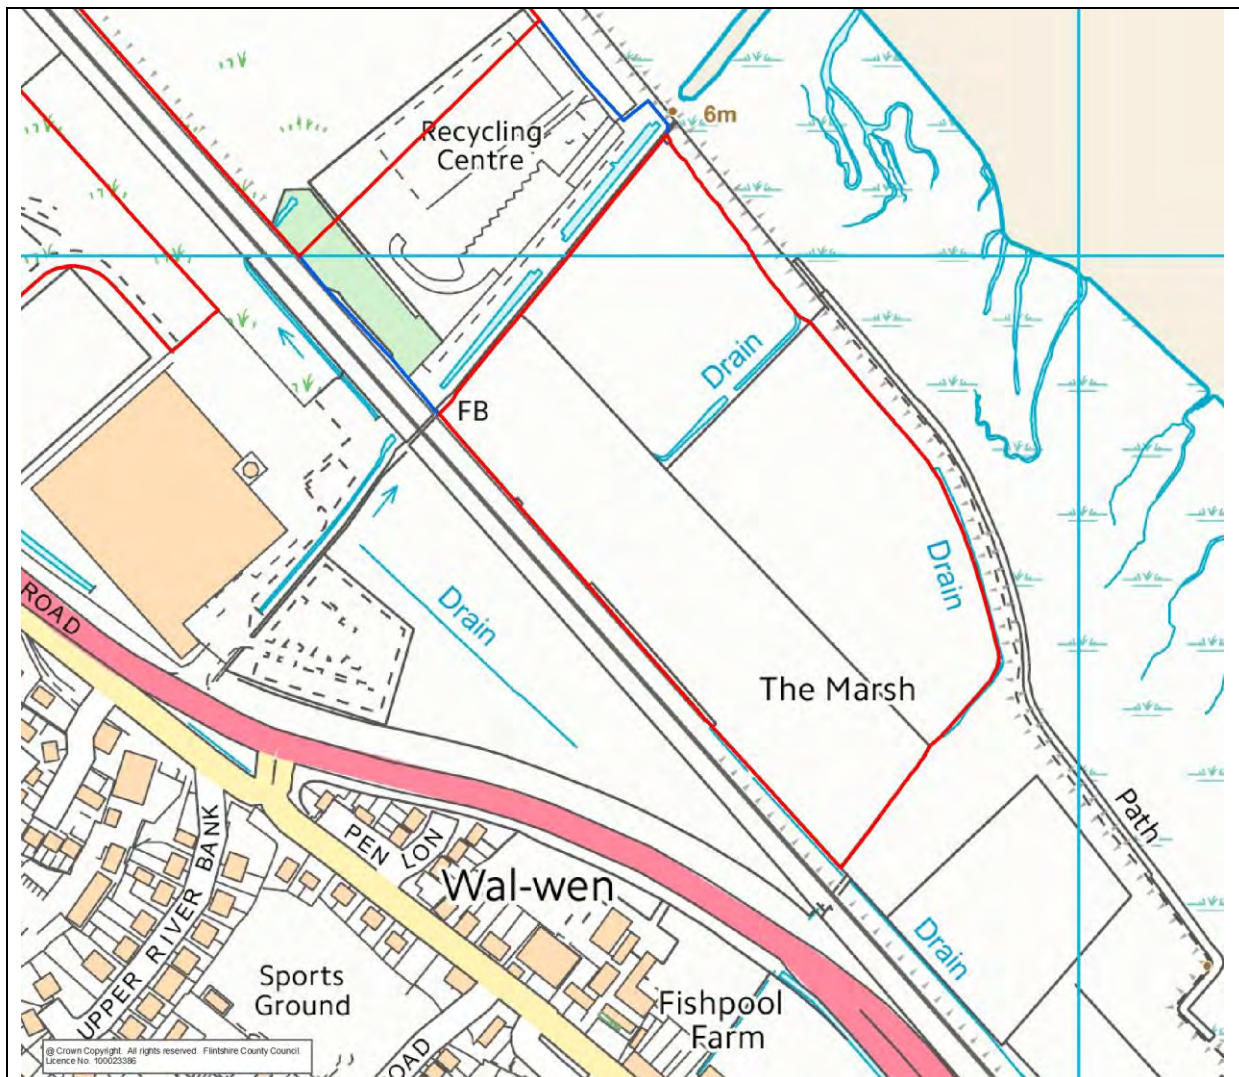 6m
Recycling
Centre
Drain
FB
Drain
Drain
ROAD
The Marsh
Path
PEN LON
UPPER RIVER BANK
Wal-wen
Drain
Sports
Ground
Fishpool
Farm
OAD
@ Crown Copyright. All rights reserved. Flintshire County Council.
Licence No. 100023386